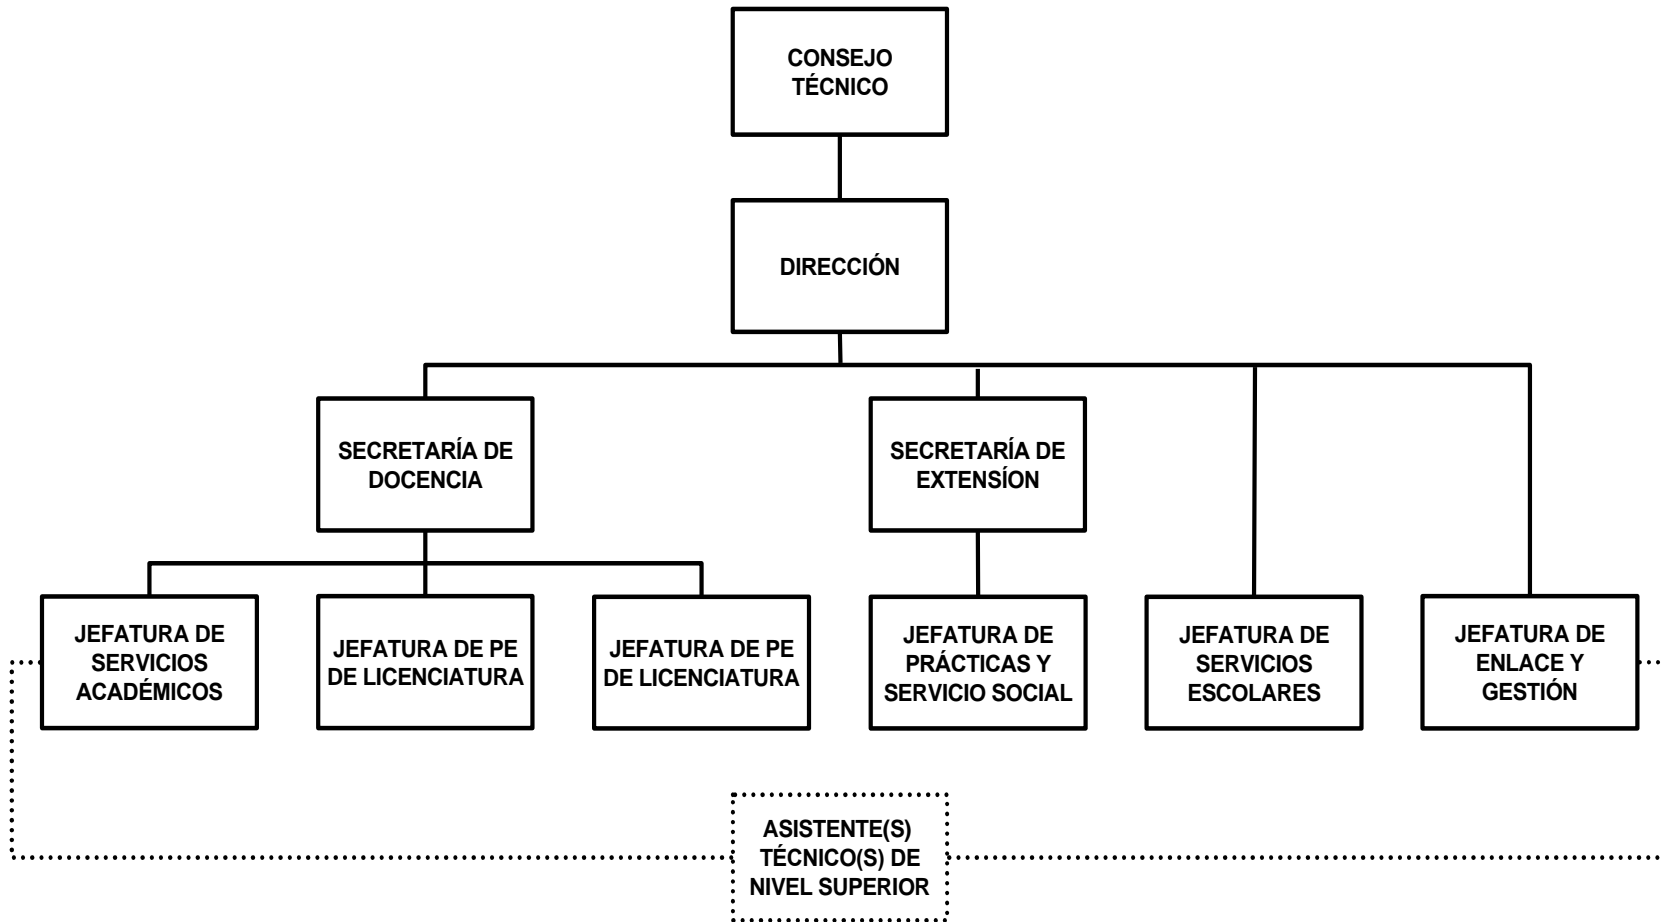 CONSEJO
TÉCNICO
DIRECCIÓN
SECRETARÍA DE
DOCENCIA
SECRETARÍA DE
EXTENSÍON
JEFATURA DE
SERVICIOS
ACADÉMICOS
JEFATURA DE PE
DE LICENCIATURA
JEFATURA DE PE
DE LICENCIATURA
JEFATURA DE
PRÁCTICAS Y
SERVICIO SOCIAL
JEFATURA DE
SERVICIOS
ESCOLARES
JEFATURA DE
ENLACE Y
GESTIÓN
ASISTENTE(S)
TÉCNICO(S) DE
NIVEL SUPERIOR